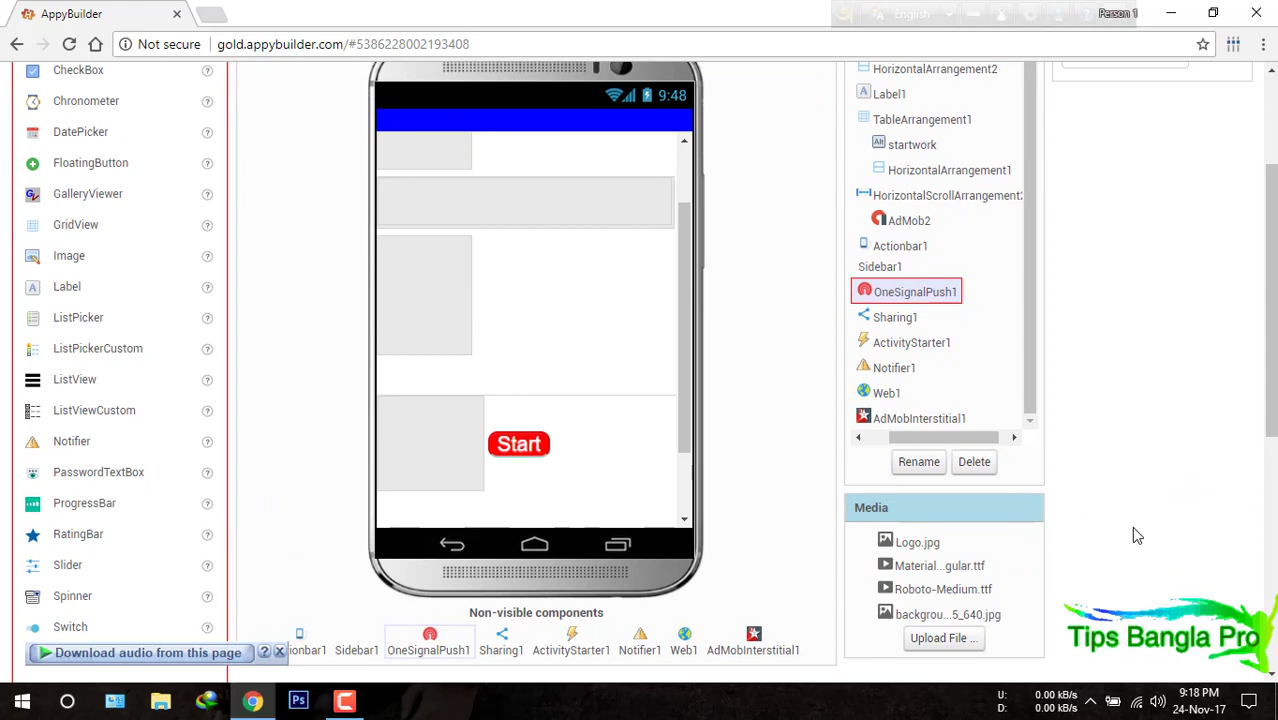 AppyBuilder
English
Person 1
Not secure
gold.appybuilder.com/#5386228002193408
CheckBox
Chronometer
DatePicker
FloatingButton
GalleryViewer
GridView
Image
Label
ListPicker
ListPickerCustom
ListView
ListViewCustom
Notifier
PasswordTextBox
ProgressBar
RatingBar
Slider
Spinner
Switch
Download audio from this page
9:48
Start
Non-visible components
ionbar1
Sidebar1
OneSignalPush1
Sharing1
ActivityStarter1
Notifier1
Web1
AdMobInterstitial1
HorizontalArrangement2
Label1
TableArrangement1
startwork
HorizontalArrangement1
HorizontalScrollArrangement2
AdMob2
Actionbar1
Sidebar1
OneSignalPush1
Sharing1
ActivityStarter1
Notifier1
Web1
AdMobInterstitial1
Rename
Delete
Media
Logo.jpg
Material...gular.ttf
Roboto-Medium.ttf
backgrou...5_640.jpg
Upload File ...
Tips Bangla Pro
U: 0.00 kB/s
D: 0.00 kB/s
9:18 PM
24-Nov-17